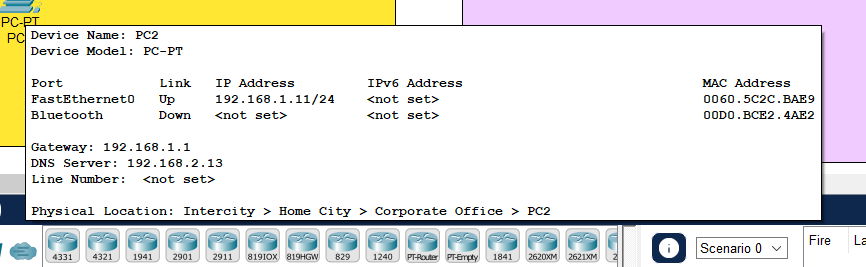 PC-PT
PC
Device Name: PC2
Device Model: PC-PT
Port Link IP Address IPv6 Address MAC Address
FastEthernet0 Up 192.168.1.11/24 <not set> 0060.5C2C.BAE9
Bluetooth Down <not set> <not set> 00D0.BCE2.4AE2
Gateway: 192.168.1.1
DNS Server: 192.168.2.13
Line Number: <not set>
Physical Location: Intercity > Home City > Corporate Office > PC2
4331 4321 1941 2901 2911 819IOX 819HGW 829 1240 PT-Router PT-Empty 1841 2620XM 2621XM 2
Scenario 0
Fire La